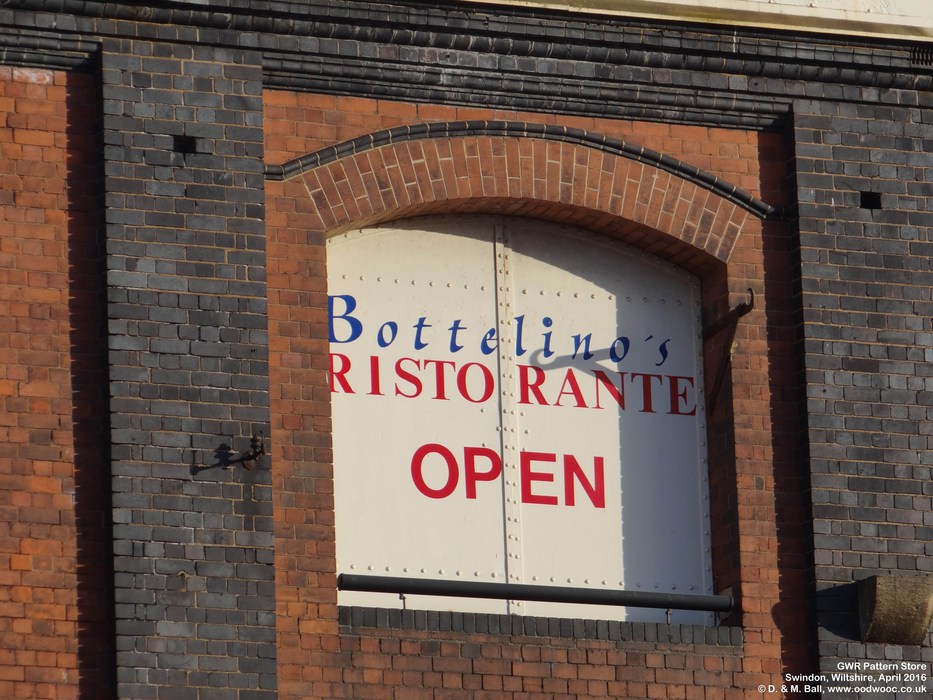 Bottelino's
RISTORANTE
OPEN
GWR Pattern Store
Swindon, Wiltshire, April 2016
© D. & M. Ball, www.oodwooc.co.uk